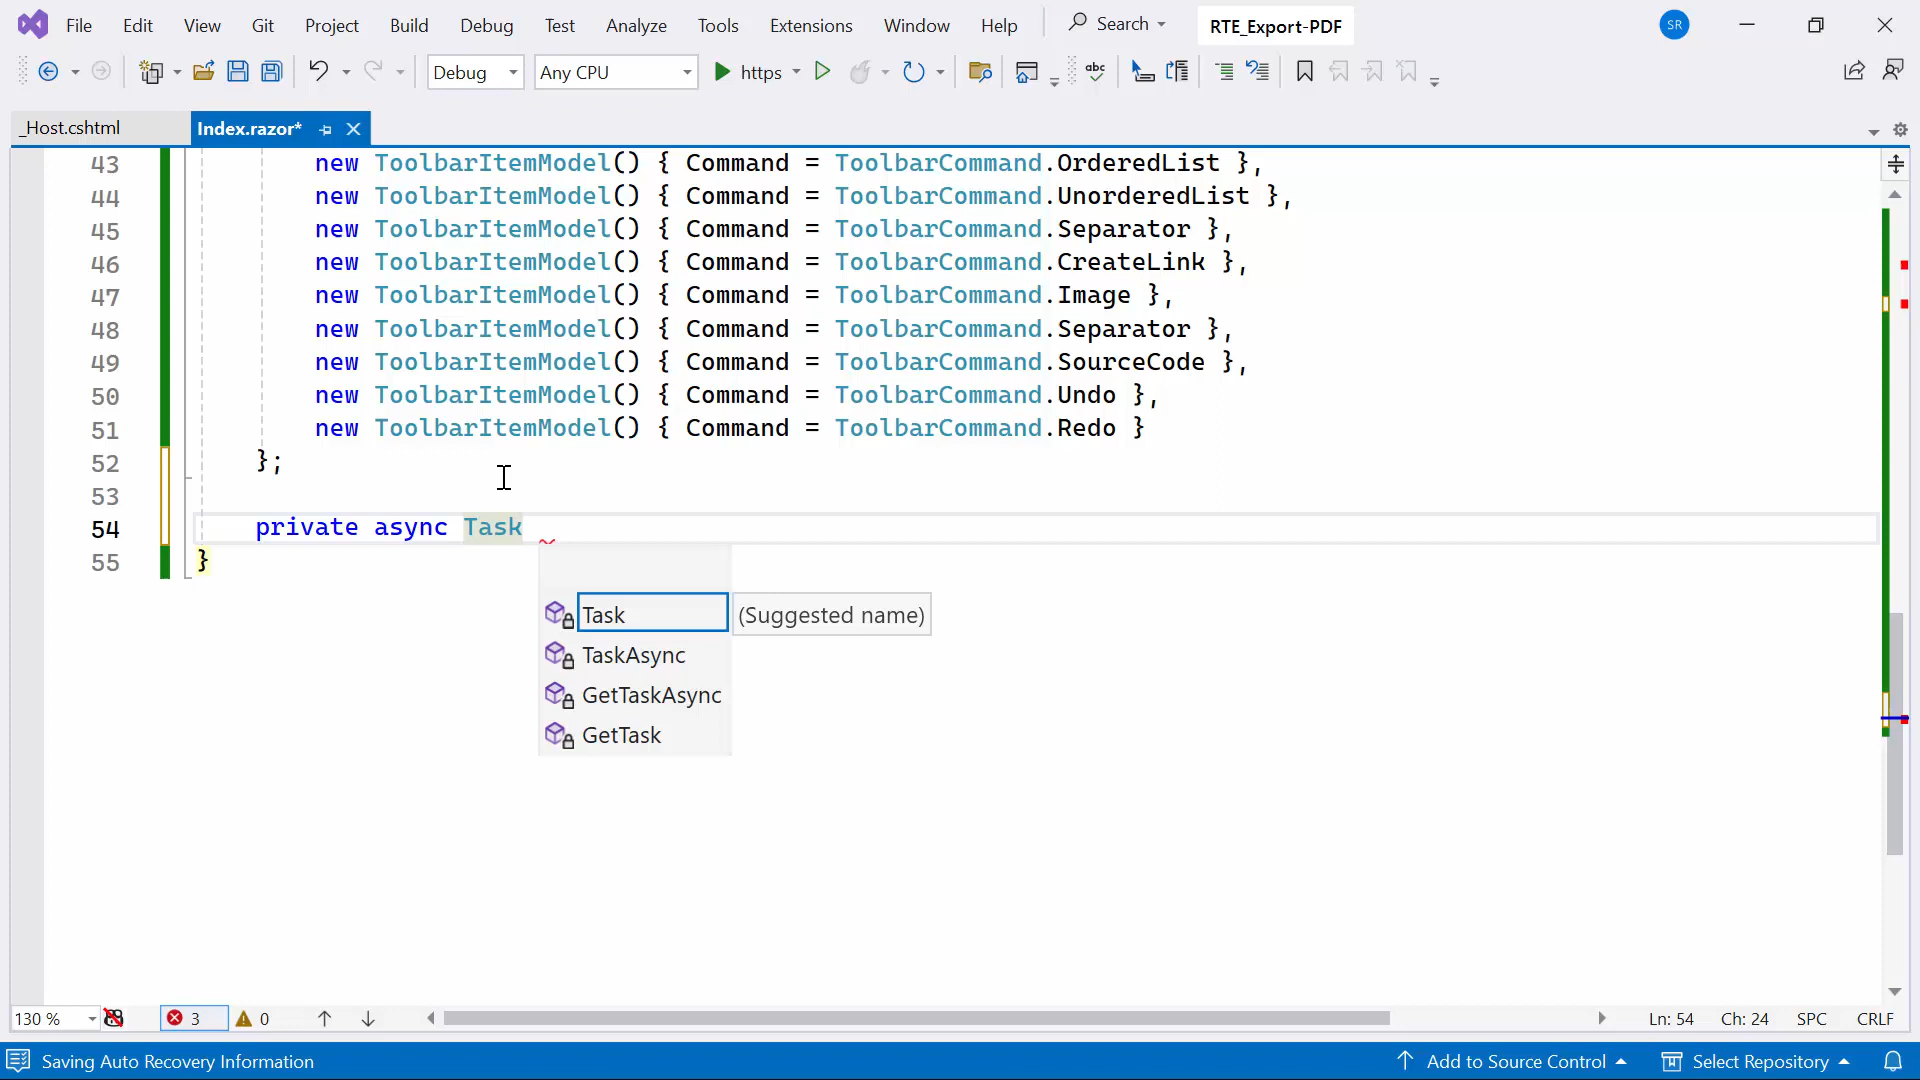 File Edit View Git Project Build Debug Test Analyze Tools Extensions Window Help Search RTE_Export-PDF SR
Debug Any CPU https abc
_Host.cshtml Index.razor*
43 new ToolbarItemModel() { Command = ToolbarCommand.OrderedList },
44 new ToolbarItemModel() { Command = ToolbarCommand.UnorderedList },
45 new ToolbarItemModel() { Command = ToolbarCommand.Separator },
46 new ToolbarItemModel() { Command = ToolbarCommand.CreateLink },
47 new ToolbarItemModel() { Command = ToolbarCommand.Image },
48 new ToolbarItemModel() { Command = ToolbarCommand.Separator },
49 new ToolbarItemModel() { Command = ToolbarCommand.SourceCode },
50 new ToolbarItemModel() { Command = ToolbarCommand.Undo },
51 new ToolbarItemModel() { Command = ToolbarCommand.Redo }
52 };
53
54 private async Task
55 }
Task (Suggested name)
TaskAsync
GetTaskAsync
GetTask
130 % 3 0 Ln: 54 Ch: 24 SPC CRLF
Saving Auto Recovery Information Add to Source Control Select Repository